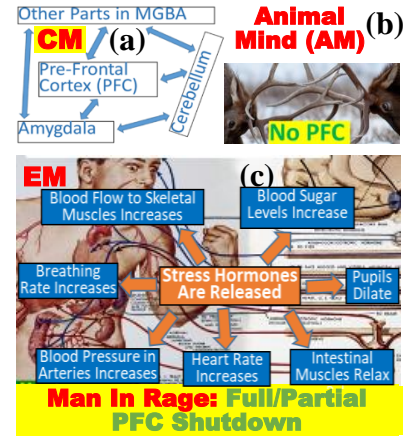 Other Parts in MGBA
CM (a)
Pre-Frontal
Cortex (PFC)
Amygdala
Cerebellum
Animal
Mind (AM)
(b)
No PFC
EM
(c)
Blood Flow to Skeletal
Muscles Increases
Blood Sugar
Levels Increase
Breathing
Rate Increases
Stress Hormones
Are Released
Pupils
Dilate
Blood Pressure in
Arteries Increases
Heart Rate
Increases
Intestinal
Muscles Relax
Man In Rage: Full/Partial
PFC Shutdown